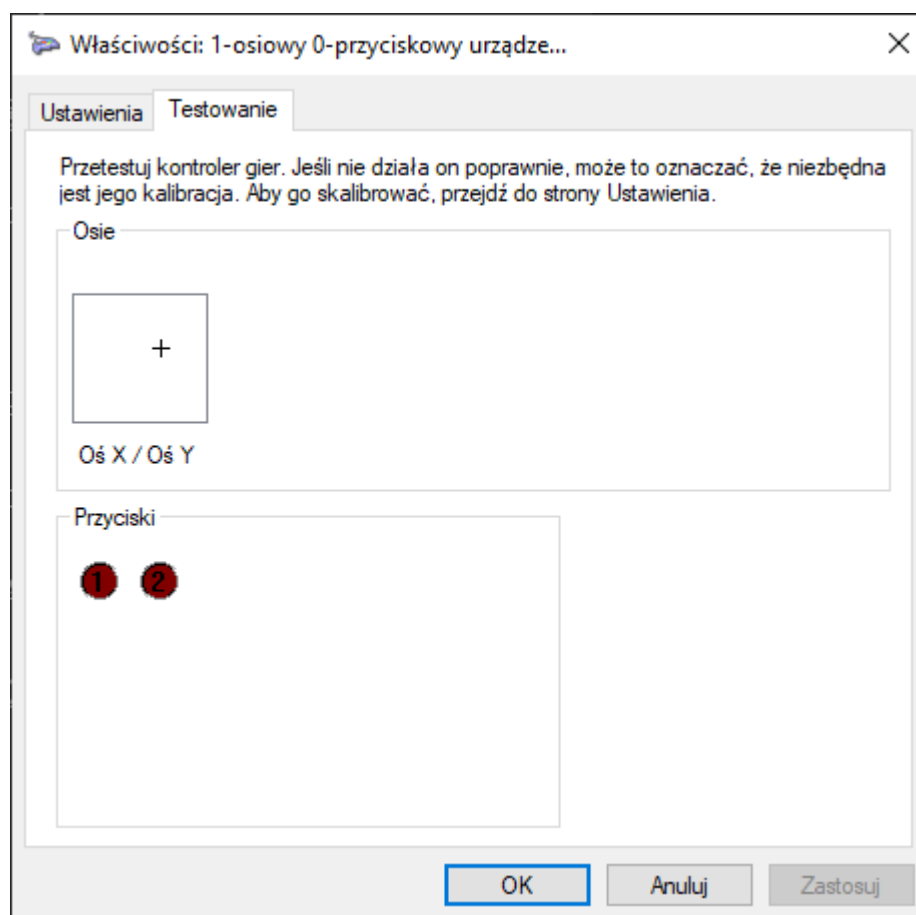 Właściwości: 1-osiowy 0-przyciskowy urządze...
Ustawienia
Testowanie
Przetestuj kontroler gier. Jeśli nie działa on poprawnie, może to oznaczać, że niezbędna
jest jego kalibracja. Aby go skalibrować, przejdź do strony Ustawienia.
Osie
Oś X / Oś Y
Przyciski
1 2
OK Anuluj Zastosuj